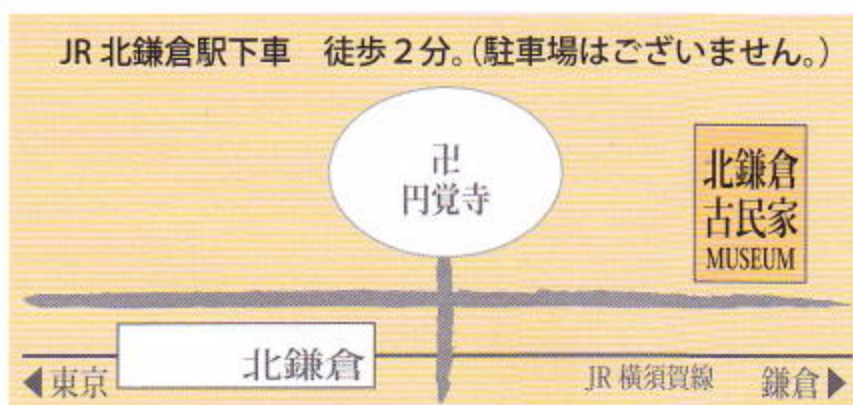 JR 北鎌倉駅下車　徒歩２分。（駐車場はございません。）
卍
円覚寺
北鎌倉
古民家
MUSEUM
北鎌倉
◀東京
JR 横須賀線
鎌倉▶